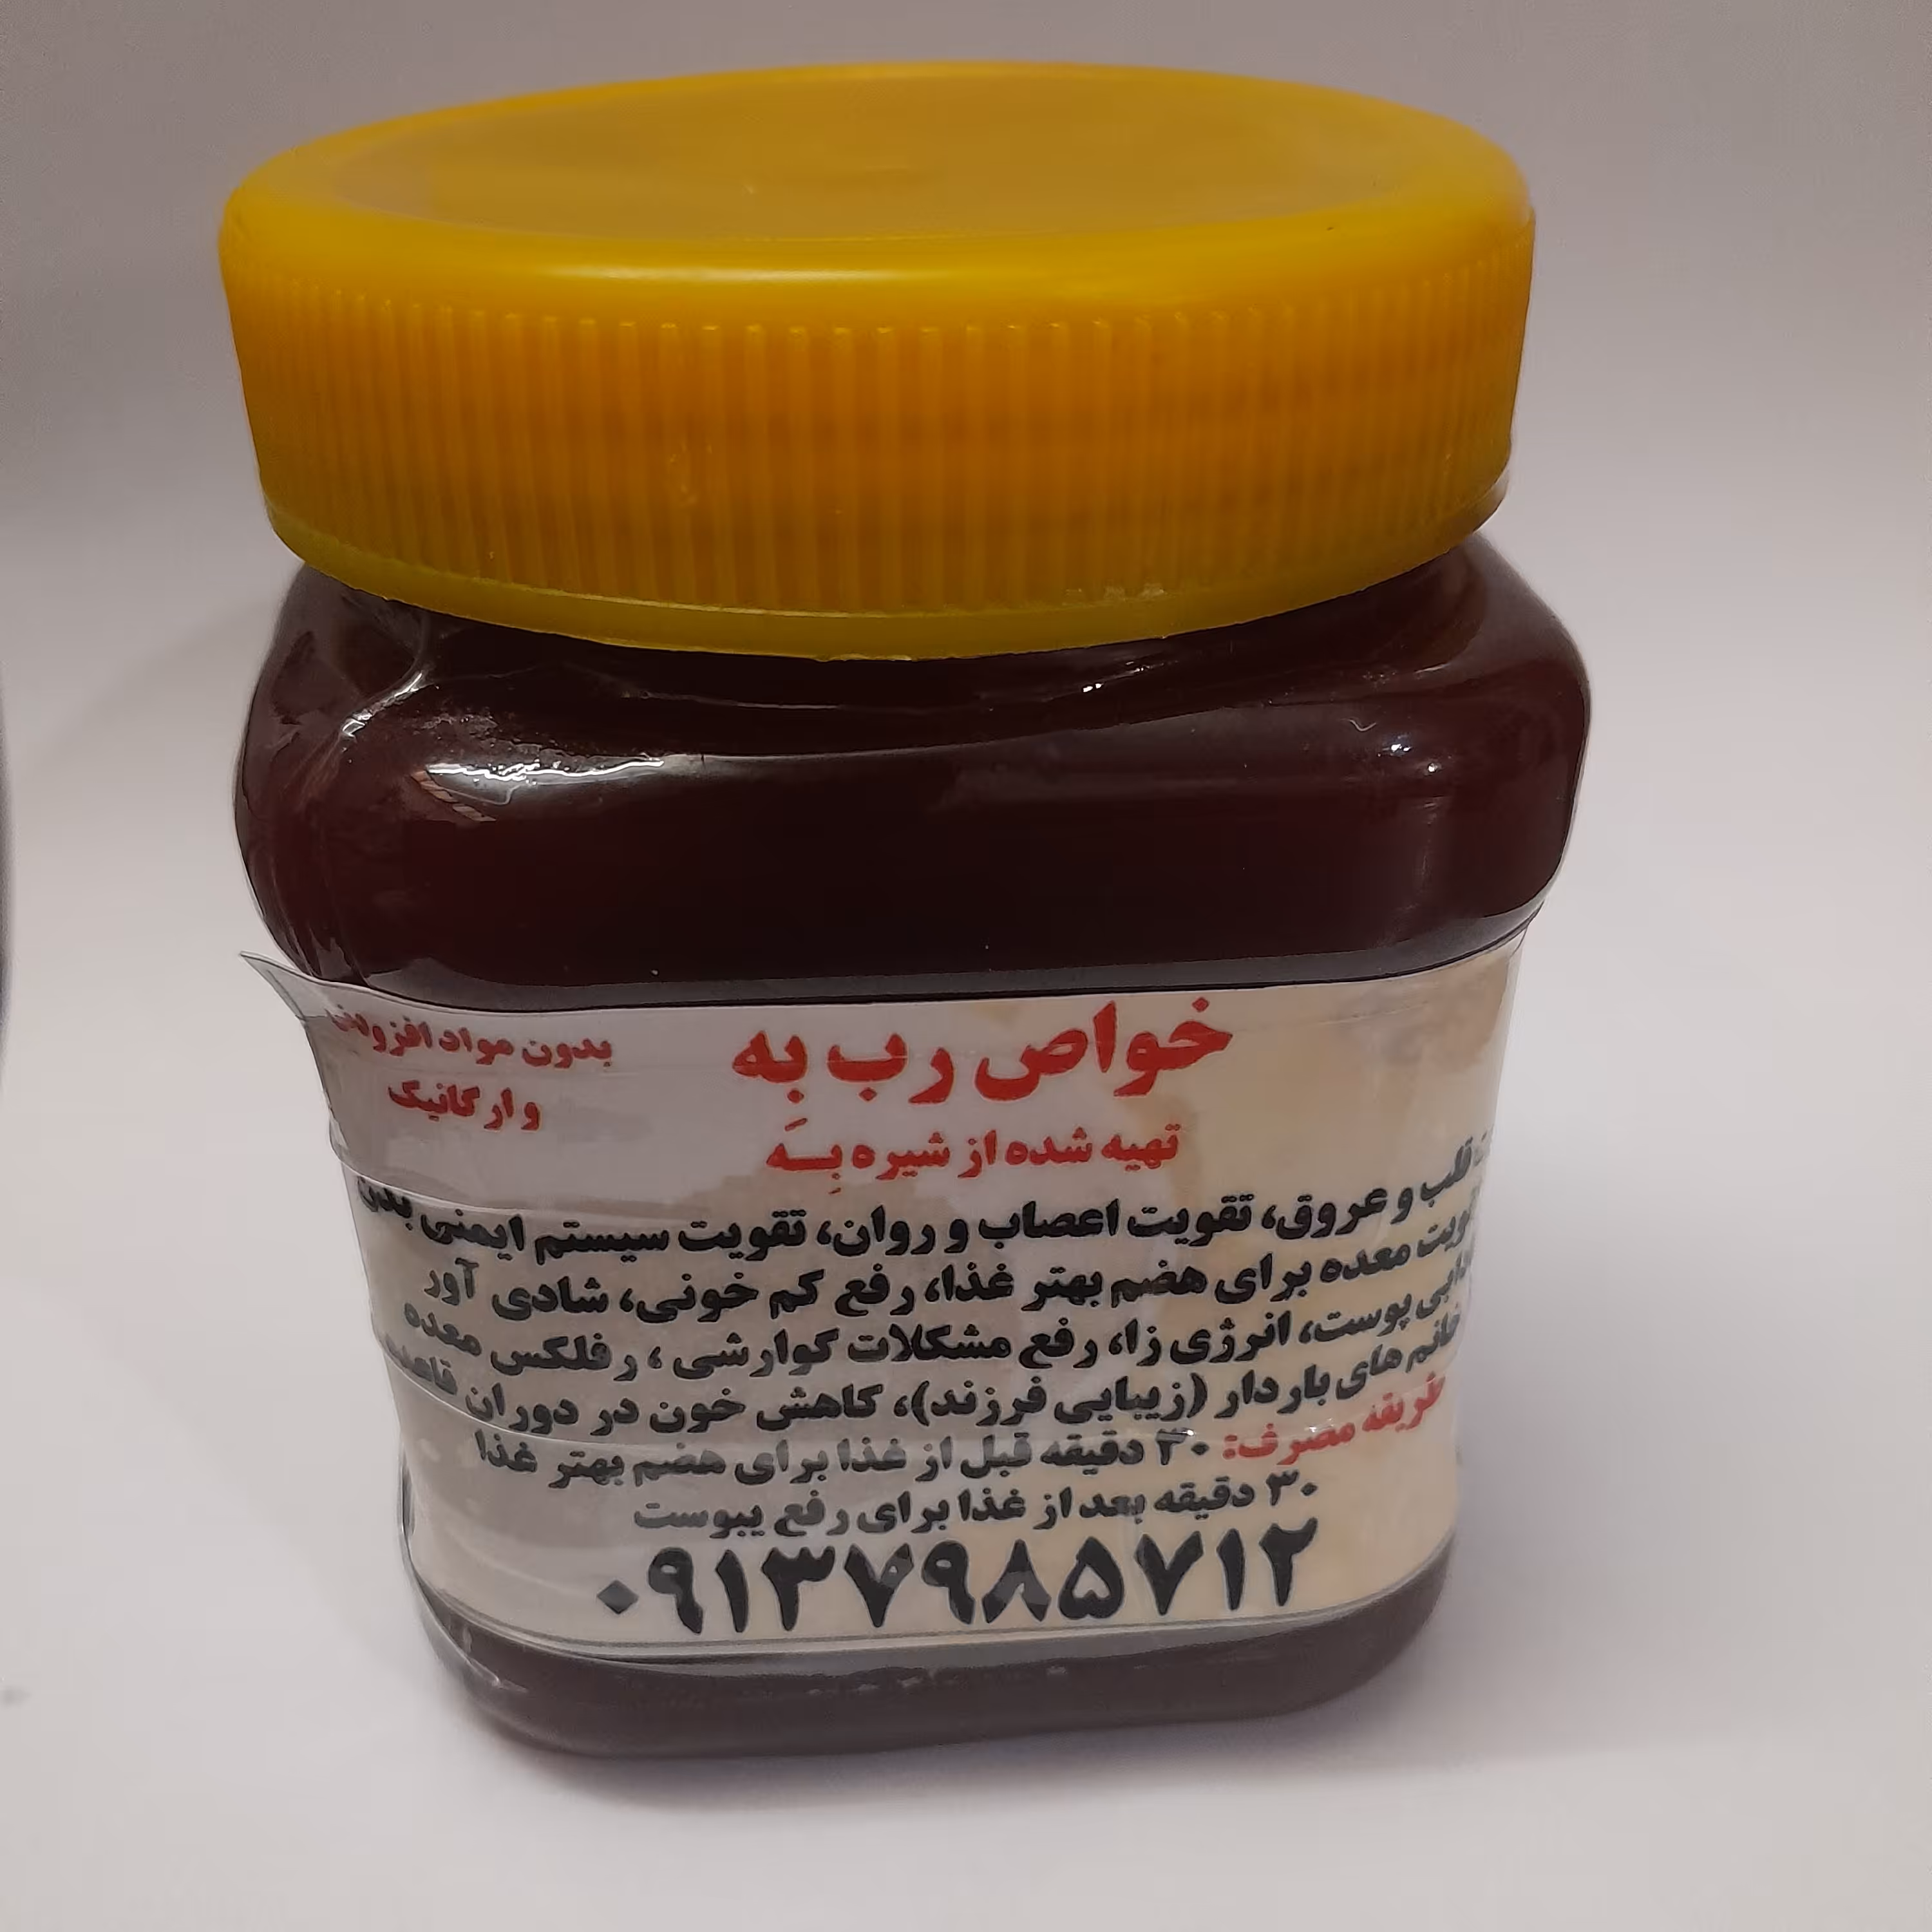 خواص رب بِه
بدون مواد افزودنی
و ارگانیک
تهیه شده از شیره بِـه
قلب و عروق، تقویت اعصاب و روان، تقویت سیستم ایمنی بدن
تقویت معده برای هضم بهتر غذا، رفع کم خونی، شادی آور
پوست، انرژی زا، رفع مشکلات گوارشی ، رفلکس معده
خانم های باردار (زیبایی فرزند)، کاهش خون در دوران قاعده
طریقه مصرف: ۳۰ دقیقه قبل از غذا برای هضم بهتر غذا
۳۰ دقیقه بعد از غذا برای رفع یبوست
۰۹۱۳۷۹۸۵۷۱۲